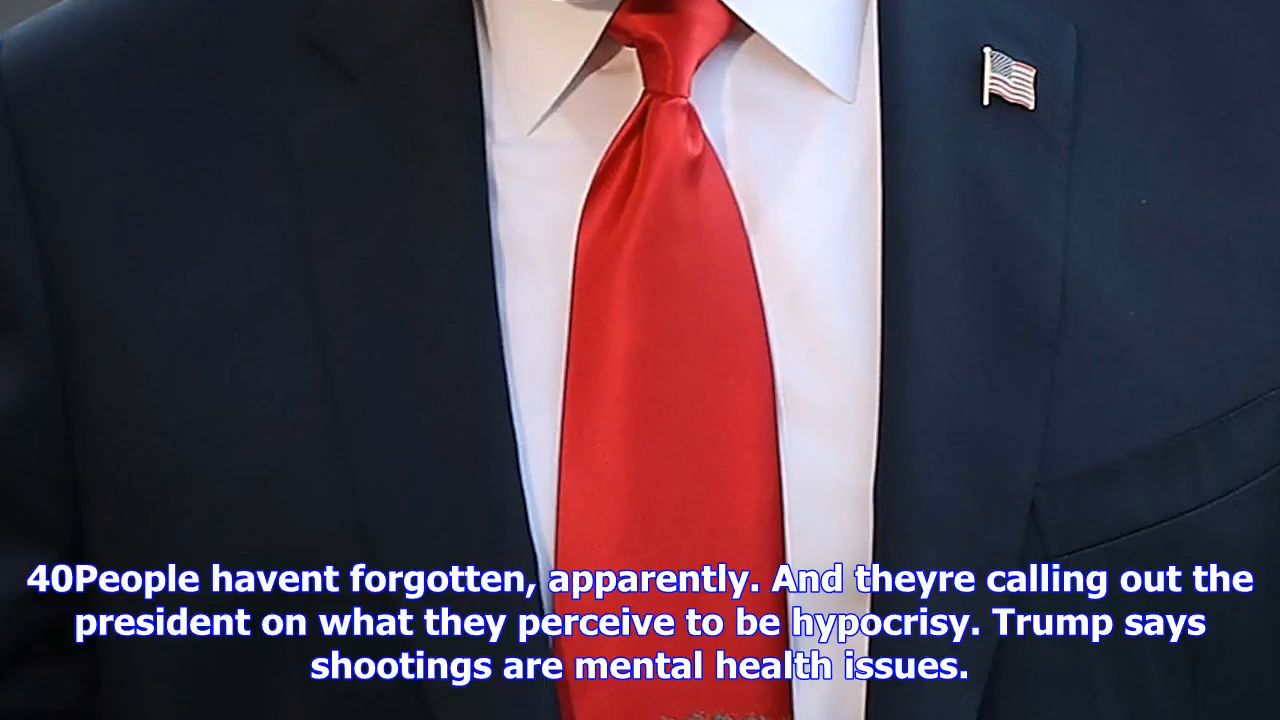 40People havent forgotten, apparently. And theyre calling out the
president on what they perceive to be hypocrisy. Trump says
shootings are mental health issues.